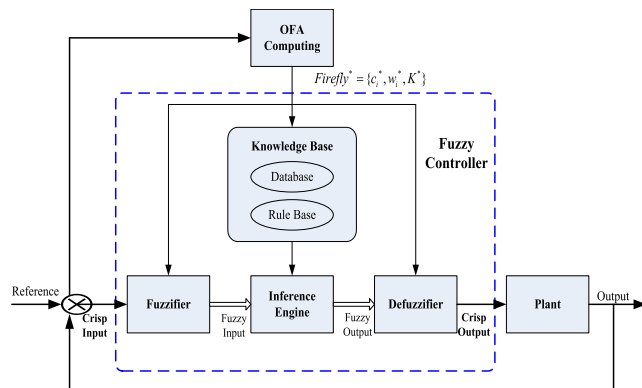 OFA
Computing
Firefly* = {c_i*, w_i*, K*}
Fuzzy
Controller
Knowledge Base
Database
Rule Base
Reference
Crisp
Input
Fuzzifier
Fuzzy
Input
Inference
Engine
Fuzzy
Output
Defuzzifier
Crisp
Output
Plant
Output